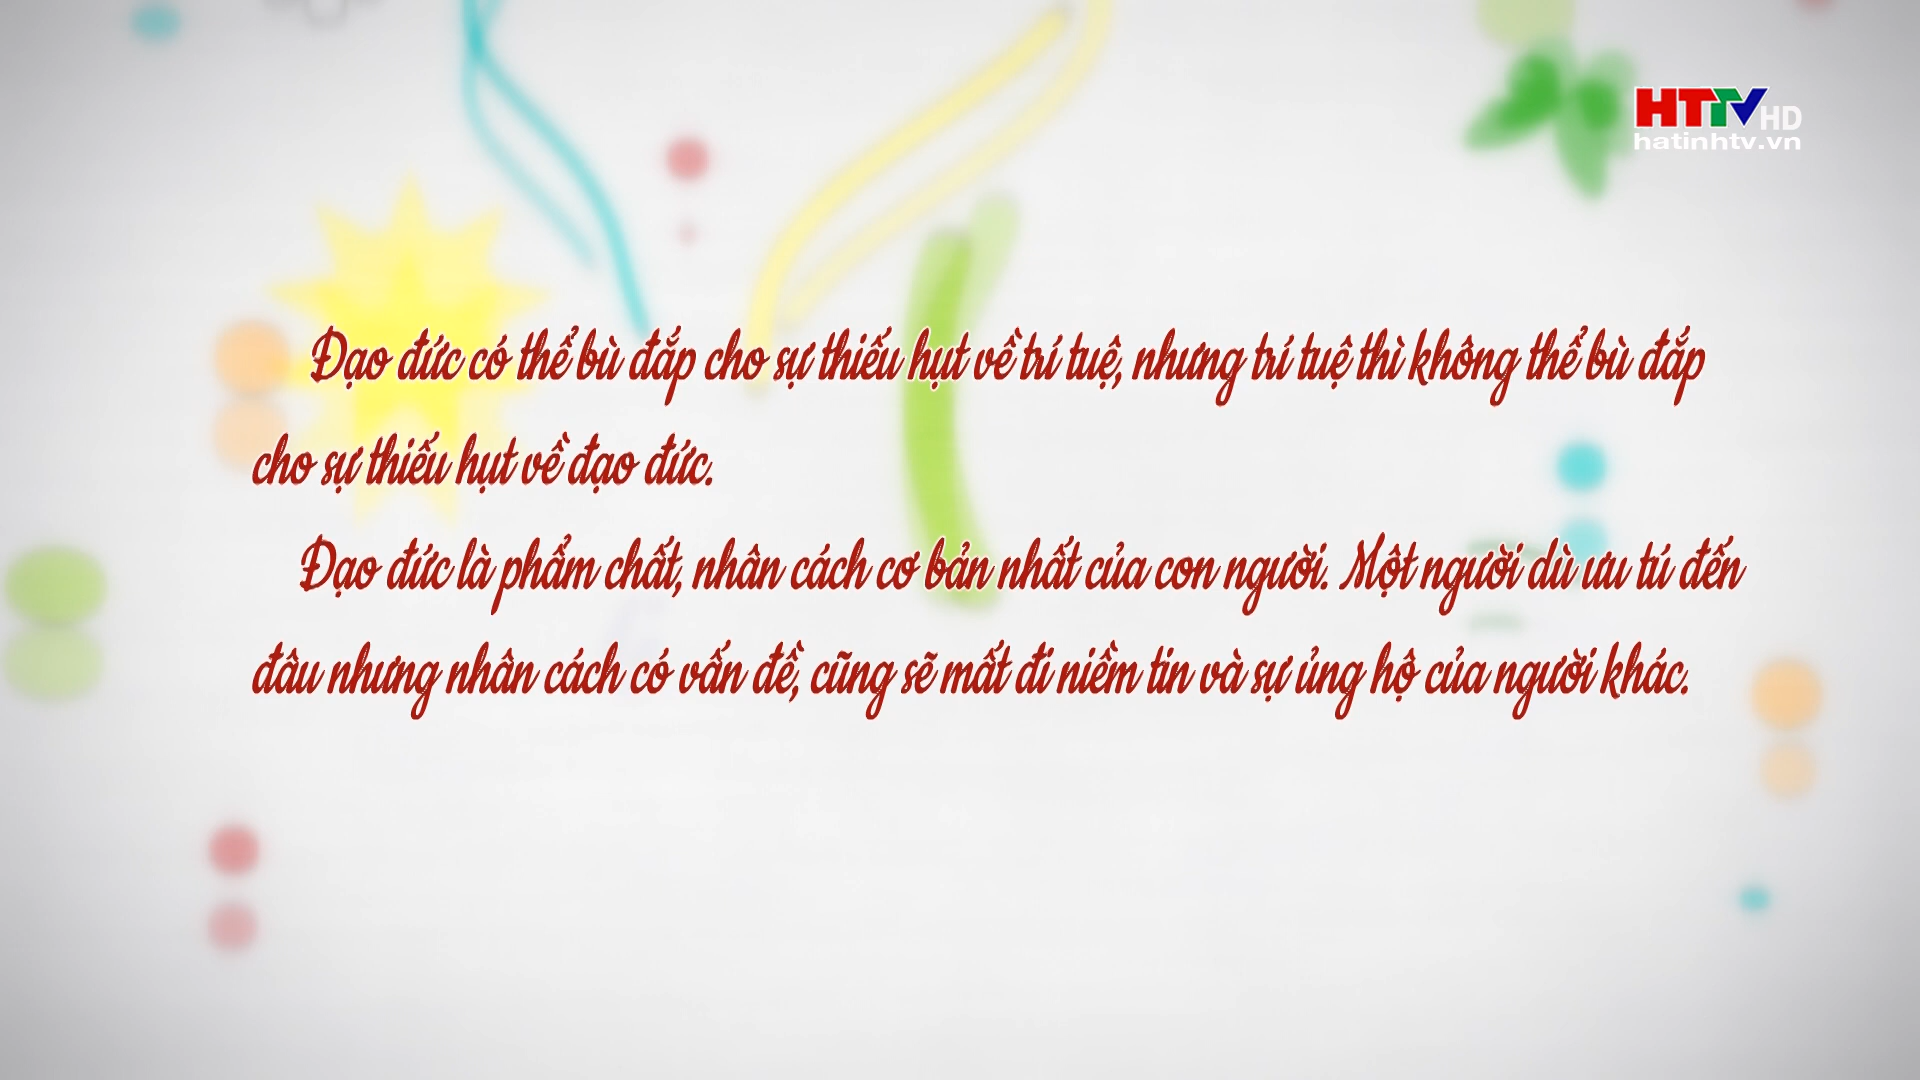 HTTV HD
hatinhtv.vn
Đạo đức có thể bù đắp cho sự thiếu hụt về trí tuệ, nhưng trí tuệ thì không thể bù đắp
cho sự thiếu hụt về đạo đức.
Đạo đức là phẩm chất, nhân cách cơ bản nhất của con người. Một người dù ưu tú đến
đâu nhưng nhân cách có vấn đề, cũng sẽ mất đi niềm tin và sự ủng hộ của người khác.